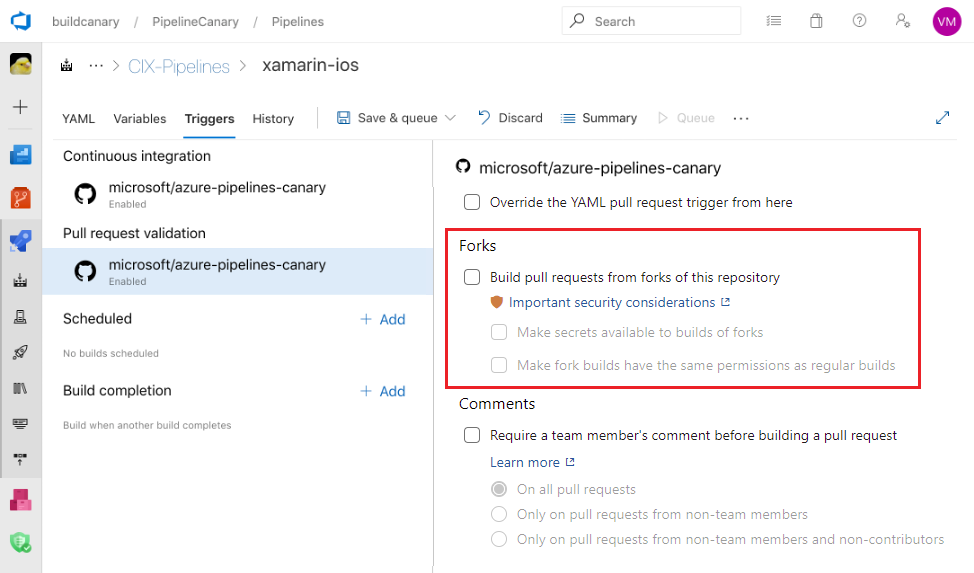 buildcanary / PipelineCanary / Pipelines
Search
VM
··· > CIX-Pipelines > xamarin-ios
YAML Variables Triggers History Save & queue Discard Summary Queue ···
Continuous integration
microsoft/azure-pipelines-canary
Enabled
Pull request validation
microsoft/azure-pipelines-canary
Enabled
Scheduled
+ Add
No builds scheduled
Build completion
+ Add
Build when another build completes
microsoft/azure-pipelines-canary
Override the YAML pull request trigger from here
Forks
Build pull requests from forks of this repository
Important security considerations
Make secrets available to builds of forks
Make fork builds have the same permissions as regular builds
Comments
Require a team member's comment before building a pull request
Learn more
On all pull requests
Only on pull requests from non-team members
Only on pull requests from non-team members and non-contributors